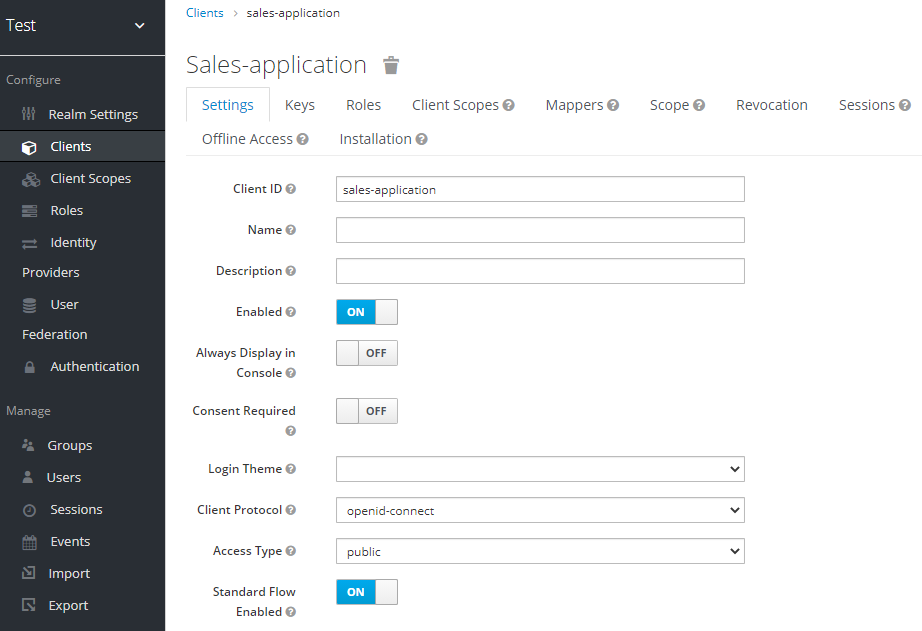 Test
Configure
Realm Settings
Clients
Client Scopes
Roles
Identity
Providers
User
Federation
Authentication
Manage
Groups
Users
Sessions
Events
Import
Export
Clients > sales-application
Sales-application
Settings Keys Roles Client Scopes ? Mappers ? Scope ? Revocation Sessions ?
Offline Access ? Installation ?
Client ID ? sales-application
Name ?
Description ?
Enabled ? ON
Always Display in
Console ? OFF
Consent Required
? OFF
Login Theme ?
Client Protocol ? openid-connect
Access Type ? public
Standard Flow
Enabled ? ON